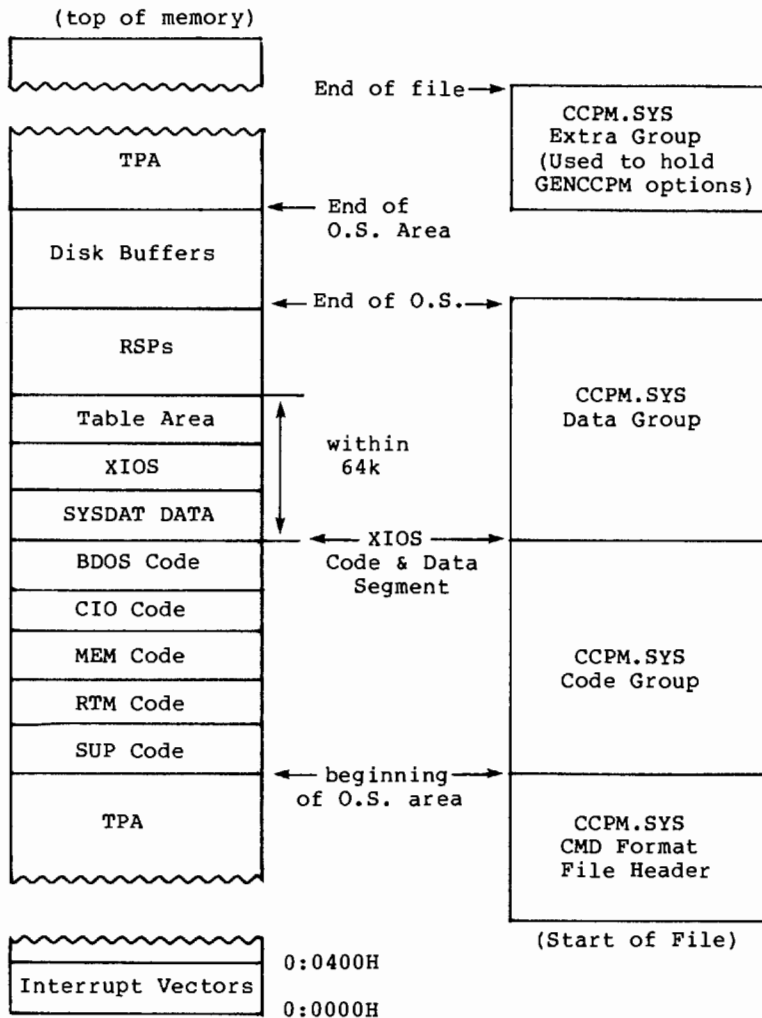 (top of memory)
End of file
CCPM.SYS
Extra Group
(Used to hold
GENCCPM options)
TPA
End of
O.S. Area
Disk Buffers
End of O.S.
RSPs
CCPM.SYS
Data Group
Table Area
within
64k
XIOS
SYSDAT DATA
XIOS
Code & Data
Segment
BDOS Code
CIO Code
MEM Code
CCPM.SYS
Code Group
RTM Code
SUP Code
beginning
of O.S. area
TPA
CCPM.SYS
CMD Format
File Header
(Start of File)
0:0400H
Interrupt Vectors
0:0000H